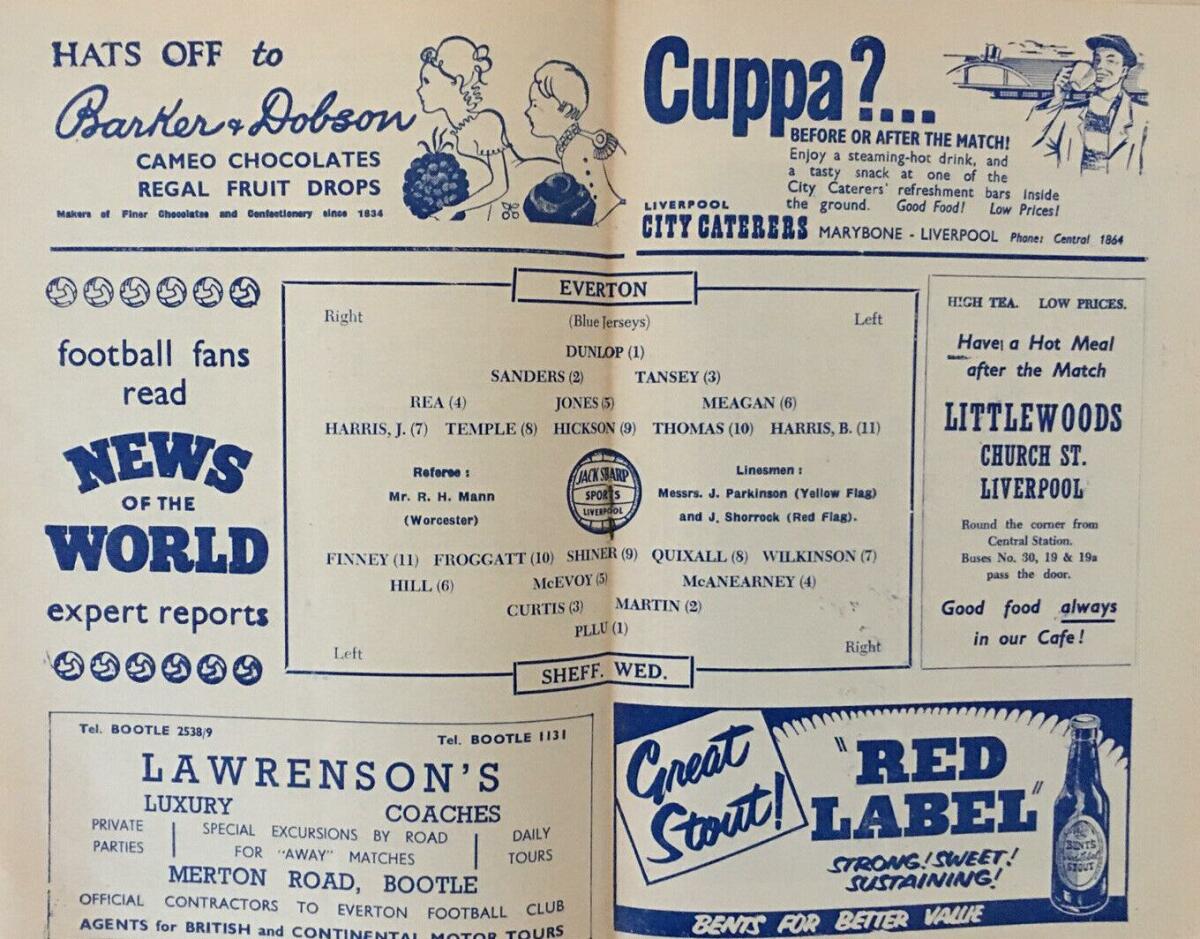 HATS OFF to
Barker & Dobson
CAMEO CHOCOLATES
REGAL FRUIT DROPS
Makers of Finer Chocolates and Confectionery since 1834
Cuppa?....
BEFORE OR AFTER THE MATCH!
Enjoy a steaming-hot drink, and
a tasty snack at one of the
City Caterers' refreshment bars inside
the ground. Good Food! Low Prices!
LIVERPOOL
CITY CATERERS MARYBONE - LIVERPOOL Phone: Central 1864
football fans
read
NEWS
OF THE
WORLD
expert reports
EVERTON
Right (Blue Jerseys) Left
DUNLOP (1)
SANDERS (2) TANSEY (3)
REA (4) JONES (5) MEAGAN (6)
HARRIS, J. (7) TEMPLE (8) HICKSON (9) THOMAS (10) HARRIS, B. (11)
Referee :
Mr. R. H. Mann
(Worcester)
JACK SHARP
SPORTS
LIVERPOOL
Linesmen :
Messrs. J. Parkinson (Yellow Flag)
and J. Shorrock (Red Flag).
FINNEY (11) FROGGATT (10) SHINER (9) QUIXALL (8) WILKINSON (7)
HILL (6) McEVOY (5) McANEARNEY (4)
CURTIS (3) MARTIN (2)
PLLU (1)
Left Right
SHEFF. WED.
HIGH TEA. LOW PRICES.
Have a Hot Meal
after the Match
LITTLEWOODS
CHURCH ST.
LIVERPOOL
Round the corner from
Central Station.
Buses No. 30, 19 & 19a
pass the door.
Good food always
in our Cafe!
Tel. BOOTLE 2538/9 Tel. BOOTLE 1131
LAWRENSON'S
LUXURY COACHES
PRIVATE
PARTIES
SPECIAL EXCURSIONS BY ROAD
FOR "AWAY" MATCHES
DAILY
TOURS
MERTON ROAD, BOOTLE
OFFICIAL CONTRACTORS TO EVERTON FOOTBALL CLUB
AGENTS for BRITISH and CONTINENTAL MOTOR TOURS
Great
Stout!
"RED
LABEL"
STRONG! SWEET!
SUSTAINING!
BENTS
STOUT
BENTS FOR BETTER VALUE